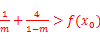 1/m + 4/(1−m) > f(x₀)